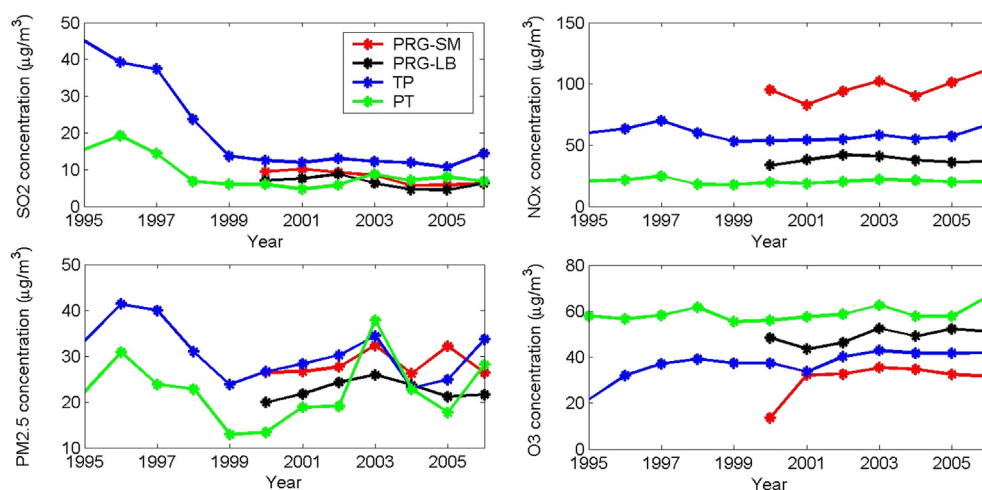 SO2 concentration (μg/m³)
50
40
30
20
10
0
1995 1997 1999 2001 2003 2005
Year
PRG-SM
PRG-LB
TP
PT
NOx concentration (μg/m³)
150
100
50
0
1995 1997 1999 2001 2003 2005
Year
PM2.5 concentration (μg/m³)
50
40
30
20
10
1995 1997 1999 2001 2003 2005
Year
O3 concentration (μg/m³)
80
60
40
20
0
1995 1997 1999 2001 2003 2005
Year